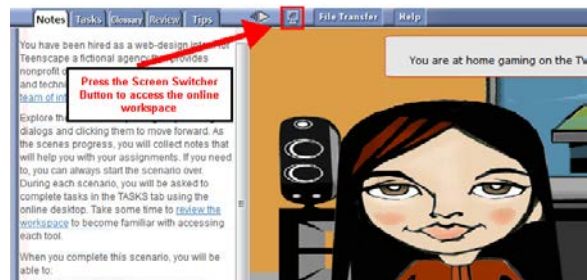 Notes Tasks Glossary Review Tips File Transfer Help
You have been hired as a web-design intern for
Teenscape a fictional agency that provides
nonprofit
and techni
team of in
Press the Screen Switcher
Button to access the online
workspace
Explore the
dialogs and clicking them to move forward. As
the scenes progress, you will collect notes that
will help you with your assignments. If you need
to, you can always start the scenario over.
During each scenario, you will be asked to
complete tasks in the TASKS tab using the
online desktop. Take some time to review the
workspace to become familiar with accessing
each tool.
When you complete this scenario, you will be
able to:
You are at home gaming on the Tw